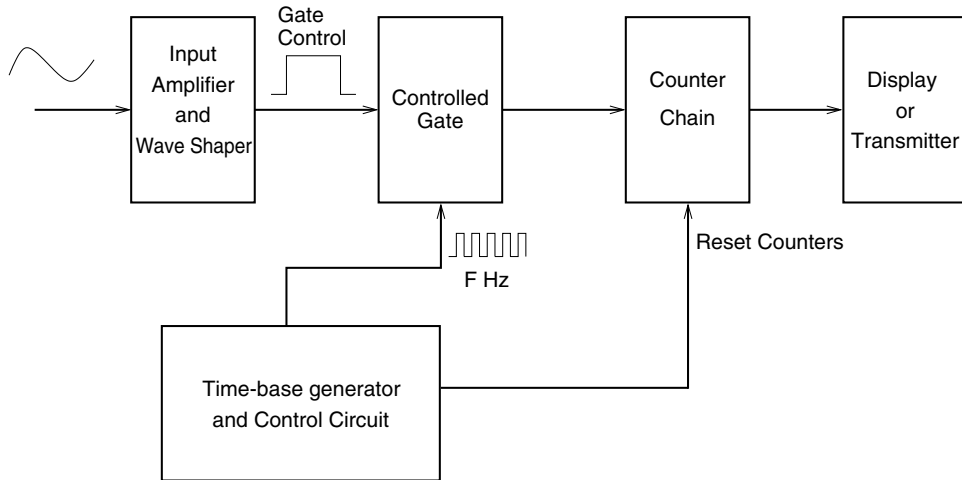 Gate
Control
Input
Amplifier
and
Wave Shaper
Controlled
Gate
Counter
Chain
Display
or
Transmitter
F Hz
Reset Counters
Time-base generator
and Control Circuit